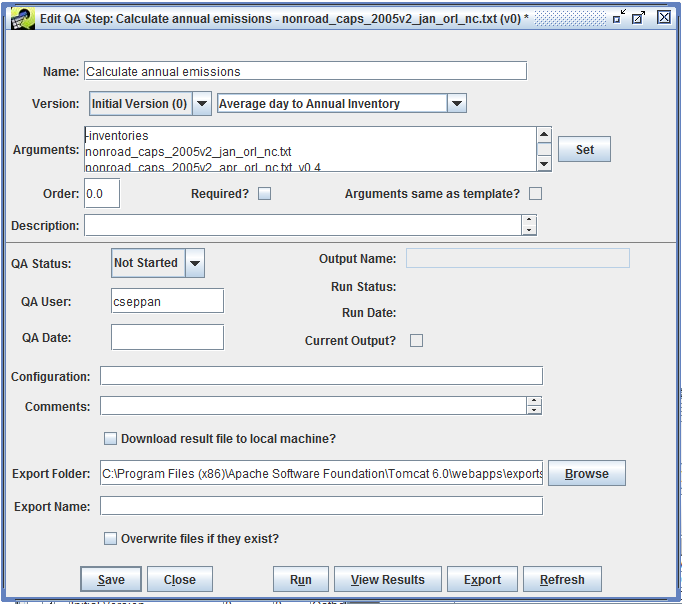 Edit QA Step: Calculate annual emissions - nonroad_caps_2005v2_jan_orl_nc.txt (v0) *
Name: Calculate annual emissions
Version: Initial Version (0) Average day to Annual Inventory
Arguments: -inventories
nonroad_caps_2005v2_jan_orl_nc.txt
nonroad_caps_2005v2_apr_orl_nc.txt v0 4
Set
Order: 0.0 Required? Arguments same as template?
Description:
QA Status: Not Started Output Name:
Run Status:
QA User: cseppan
Run Date:
QA Date:
Current Output?
Configuration:
Comments:
Download result file to local machine?
Export Folder: C:\Program Files (x86)\Apache Software Foundation\Tomcat 6.0\webapps\exports Browse
Export Name:
Overwrite files if they exist?
Save Close Run View Results Export Refresh